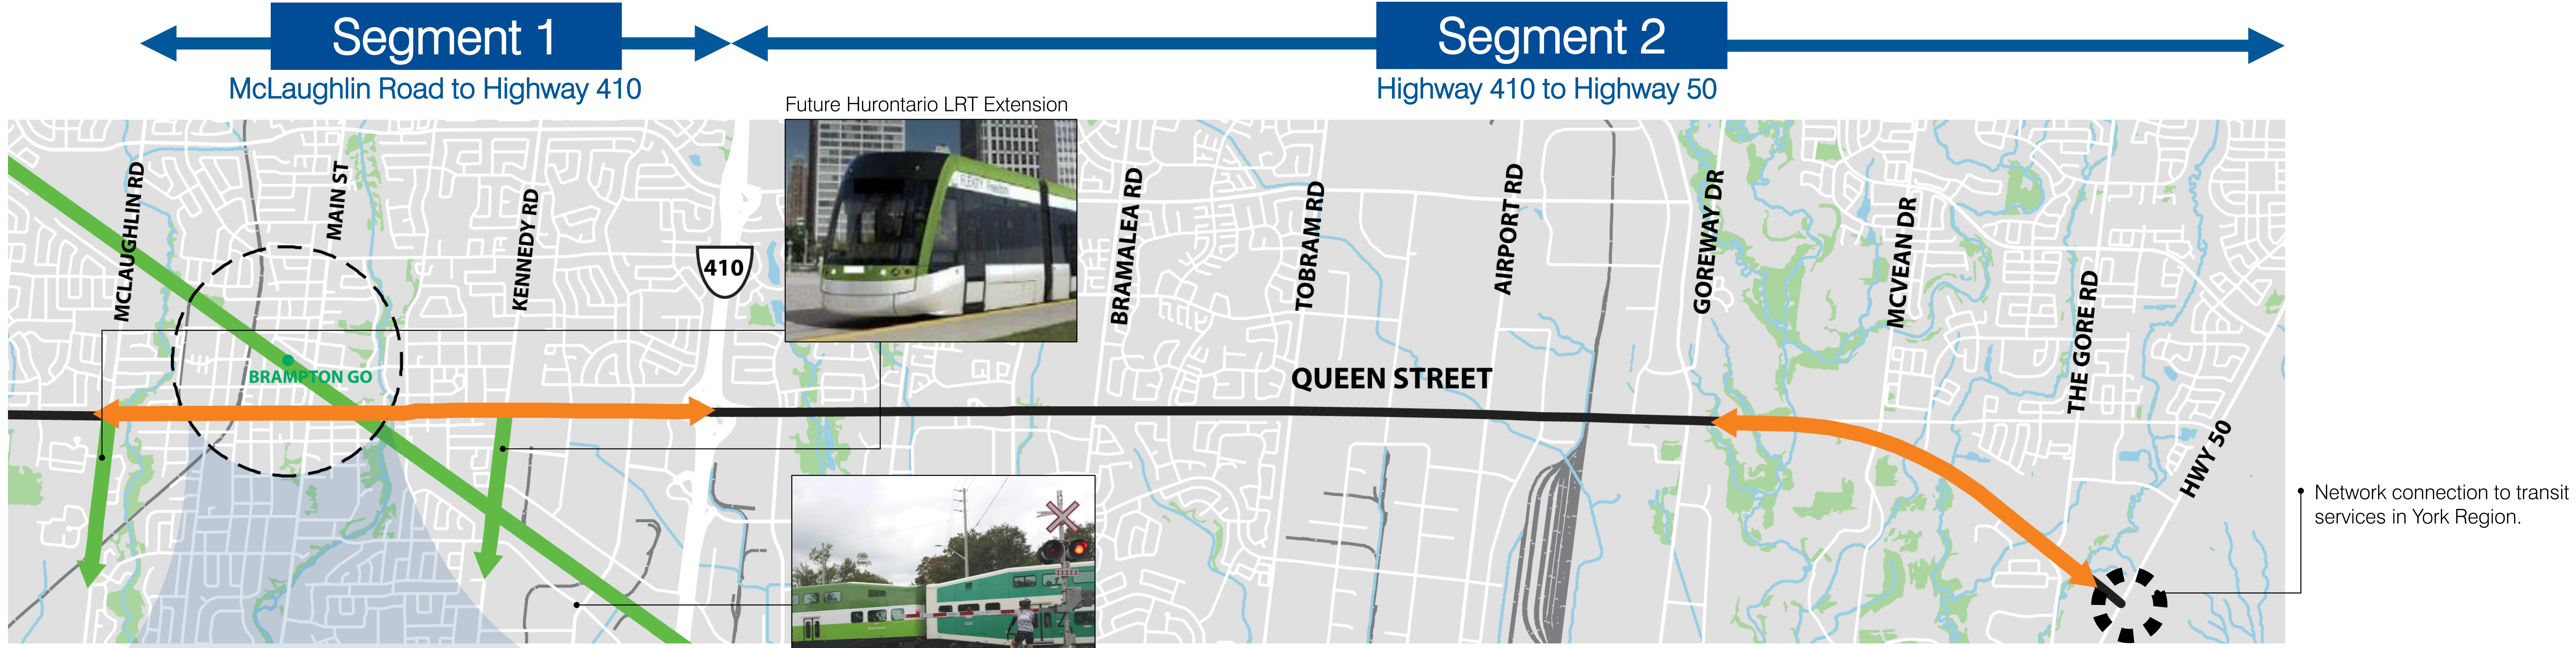 Segment 1
Segment 2
McLaughlin Road to Highway 410
Highway 410 to Highway 50
Future Hurontario LRT Extension
FLEXITY Freedom
MCLAUGHLIN RD
MAIN ST
KENNEDY RD
410
BRAMALEA RD
TOBRAM RD
AIRPORT RD
GOREWAY DR
MCVEAN DR
THE GORE RD
HWY 50
BRAMPTON GO
QUEEN STREET
Network connection to transit
services in York Region.